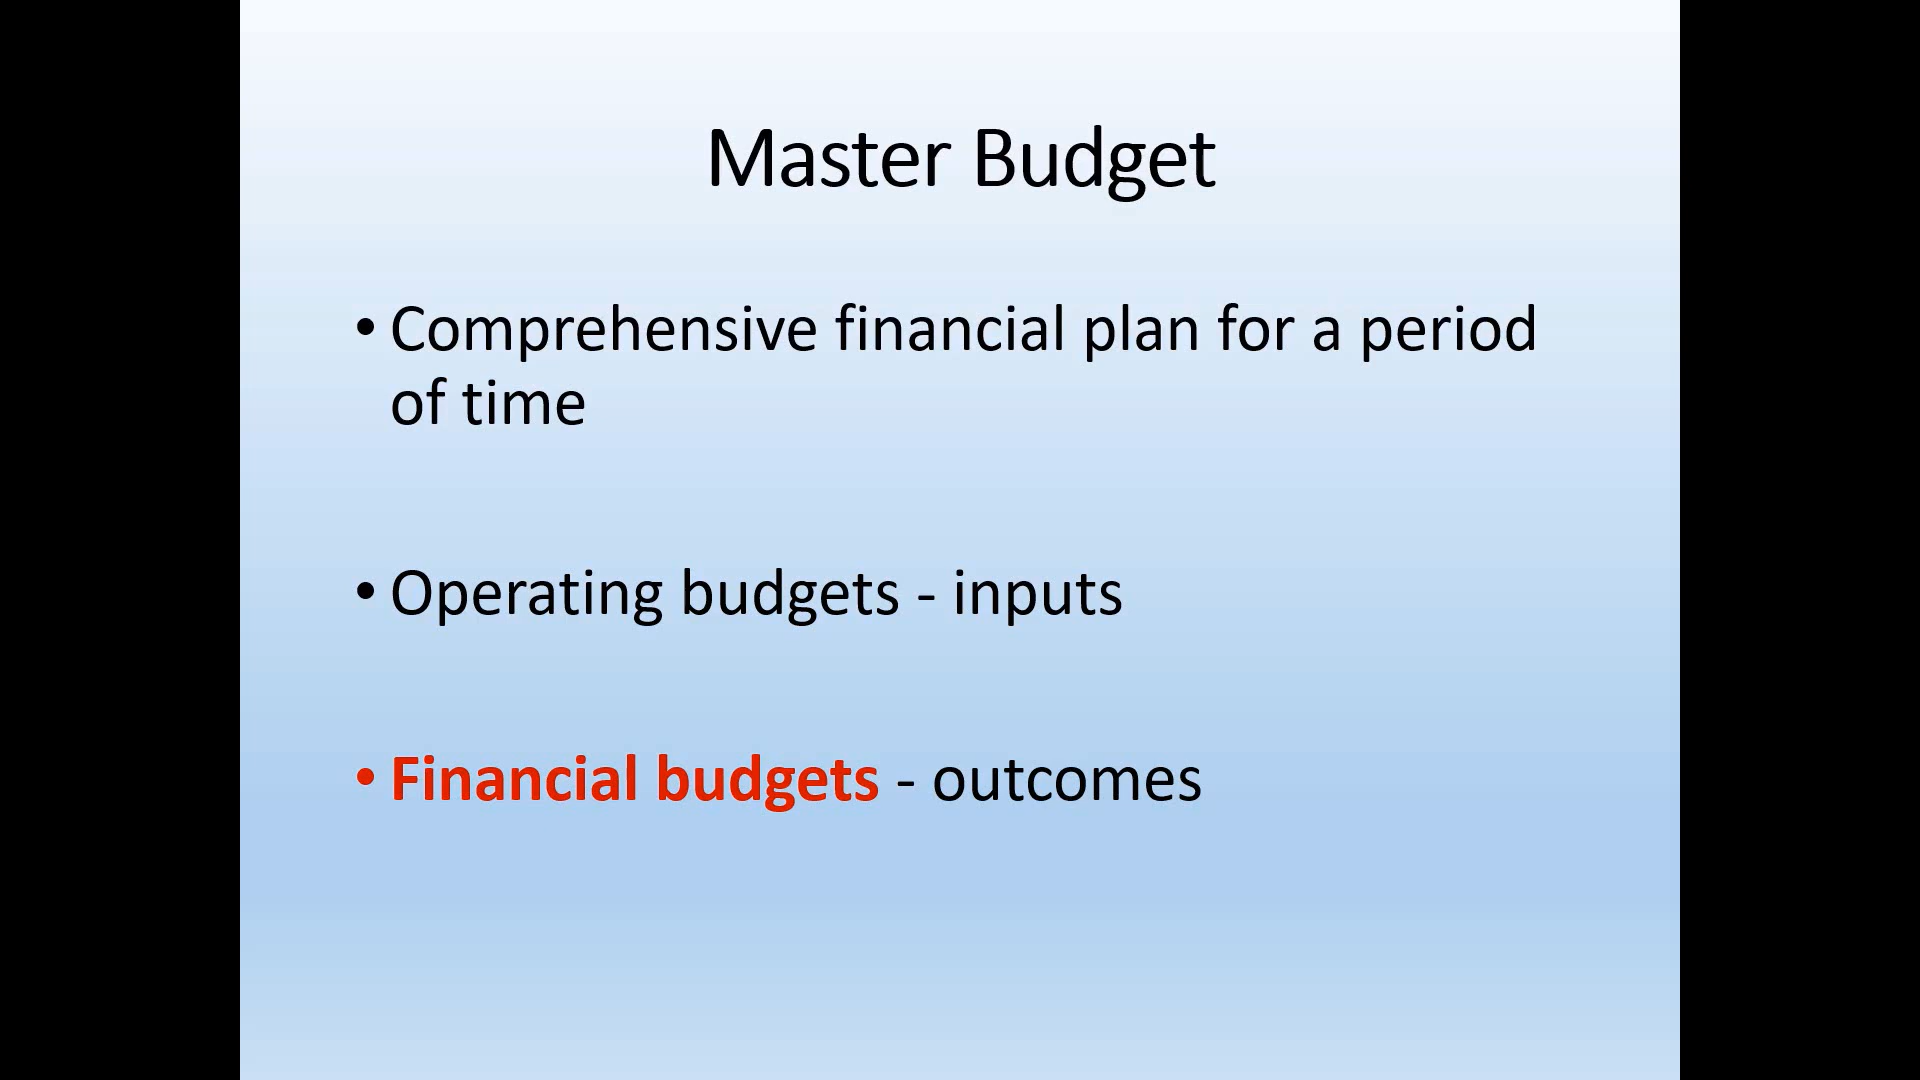 Master Budget
• Comprehensive financial plan for a period
of time
• Operating budgets - inputs
• Financial budgets - outcomes